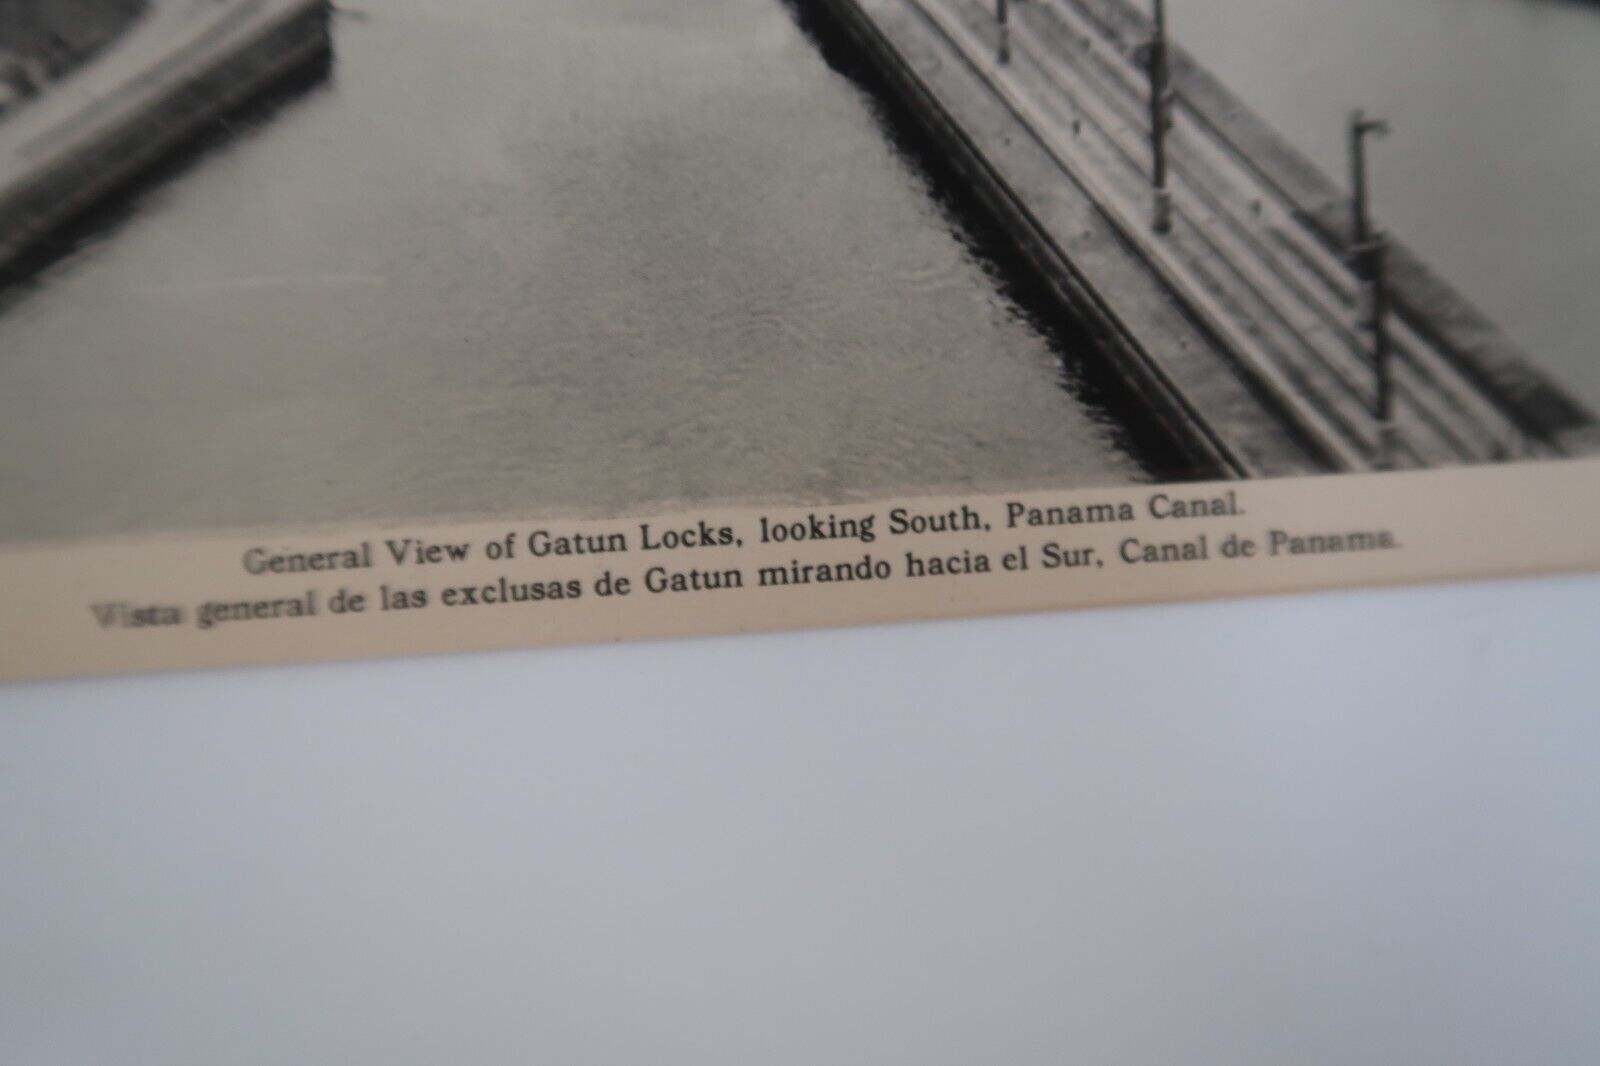 General View of Gatun Locks, looking South, Panama Canal.
Vista general de las exclusas de Gatun mirando hacia el Sur, Canal de Panama.